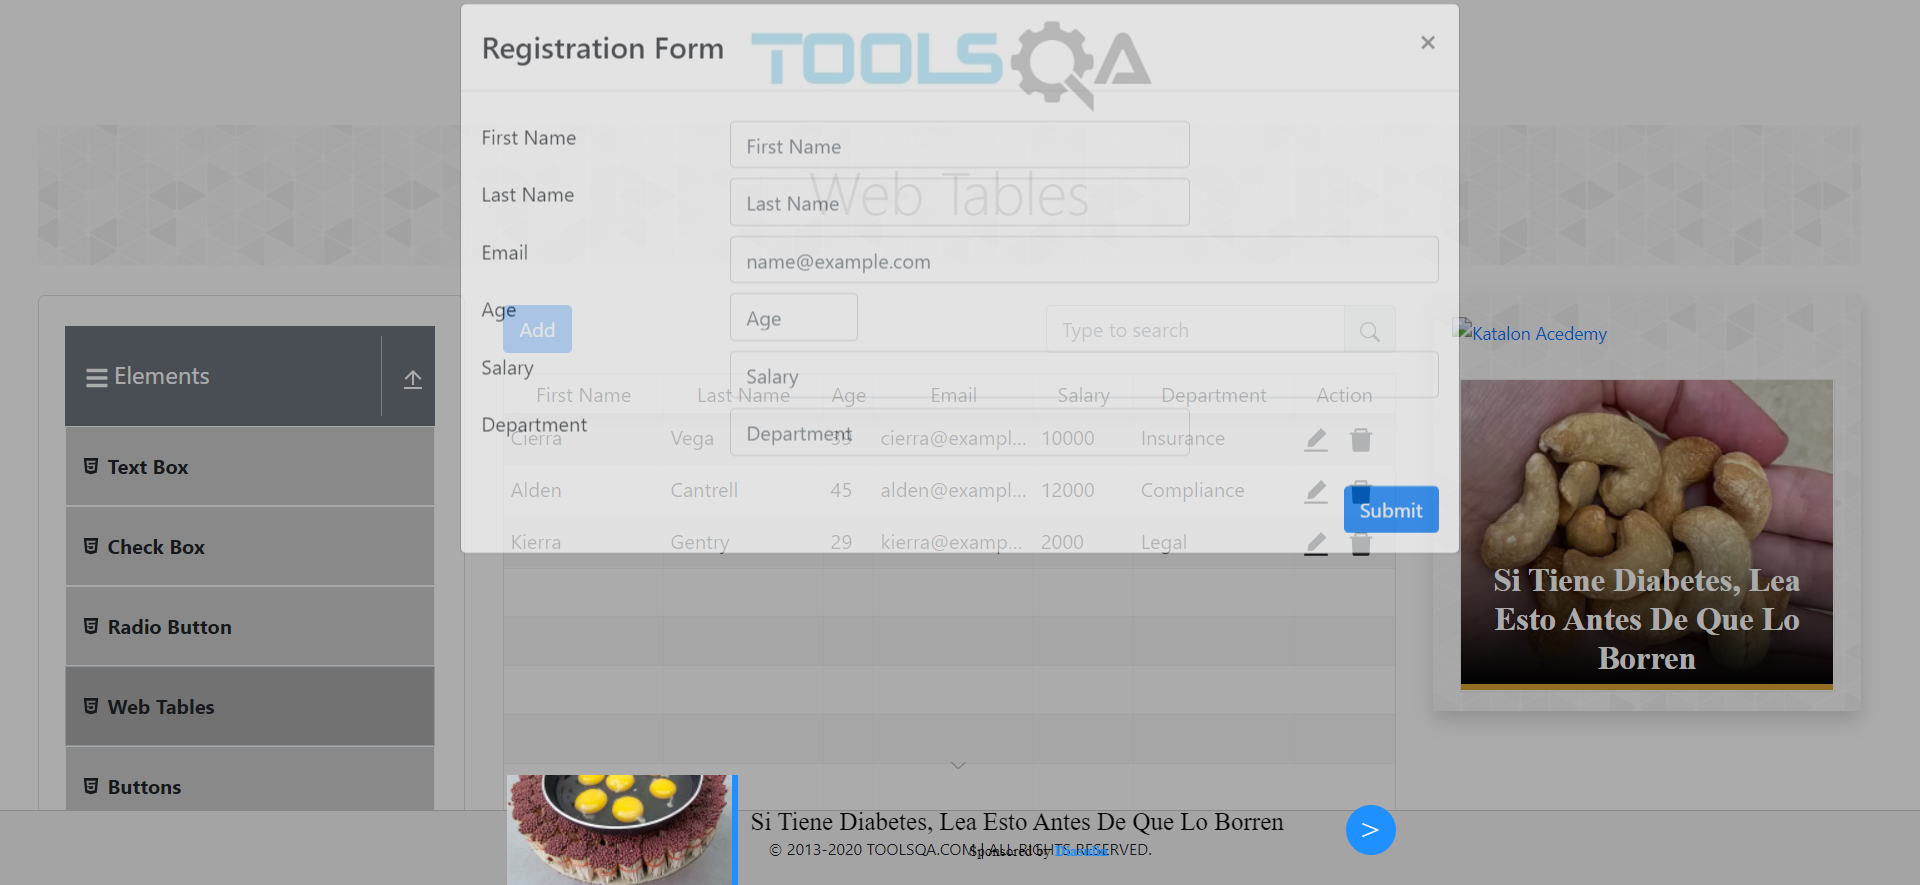 Registration Form
TOOLSQA
×
First Name
First Name
Last Name
Last Name
Web Tables
Email
name@example.com
Age
Age
Add
Type to search
Salary
Salary
First Name Last Name Age Email Salary Department Action
Department
Department
Cierra Vega 39 cierra@exampl... 10000 Insurance
Alden Cantrell 45 alden@exampl... 12000 Compliance
Submit
Kierra Gentry 29 kierra@examp... 2000 Legal
Elements
Text Box
Check Box
Radio Button
Web Tables
Buttons
Katalon Acedemy
Si Tiene Diabetes, Lea
Esto Antes De Que Lo
Borren
Si Tiene Diabetes, Lea Esto Antes De Que Lo Borren
>
© 2013-2020 TOOLSQA.COM | ALL RIGHTS RESERVED.
Sponsored by